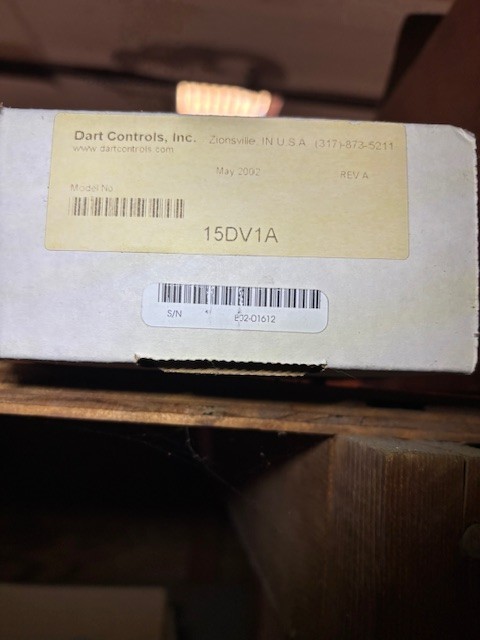 Dart Controls, Inc. Zionsville, IN U.S.A. (317)-873-5211
www.dartcontrols.com
May 2002 REV A
Model No.
15DV1A
S/N E02-01612